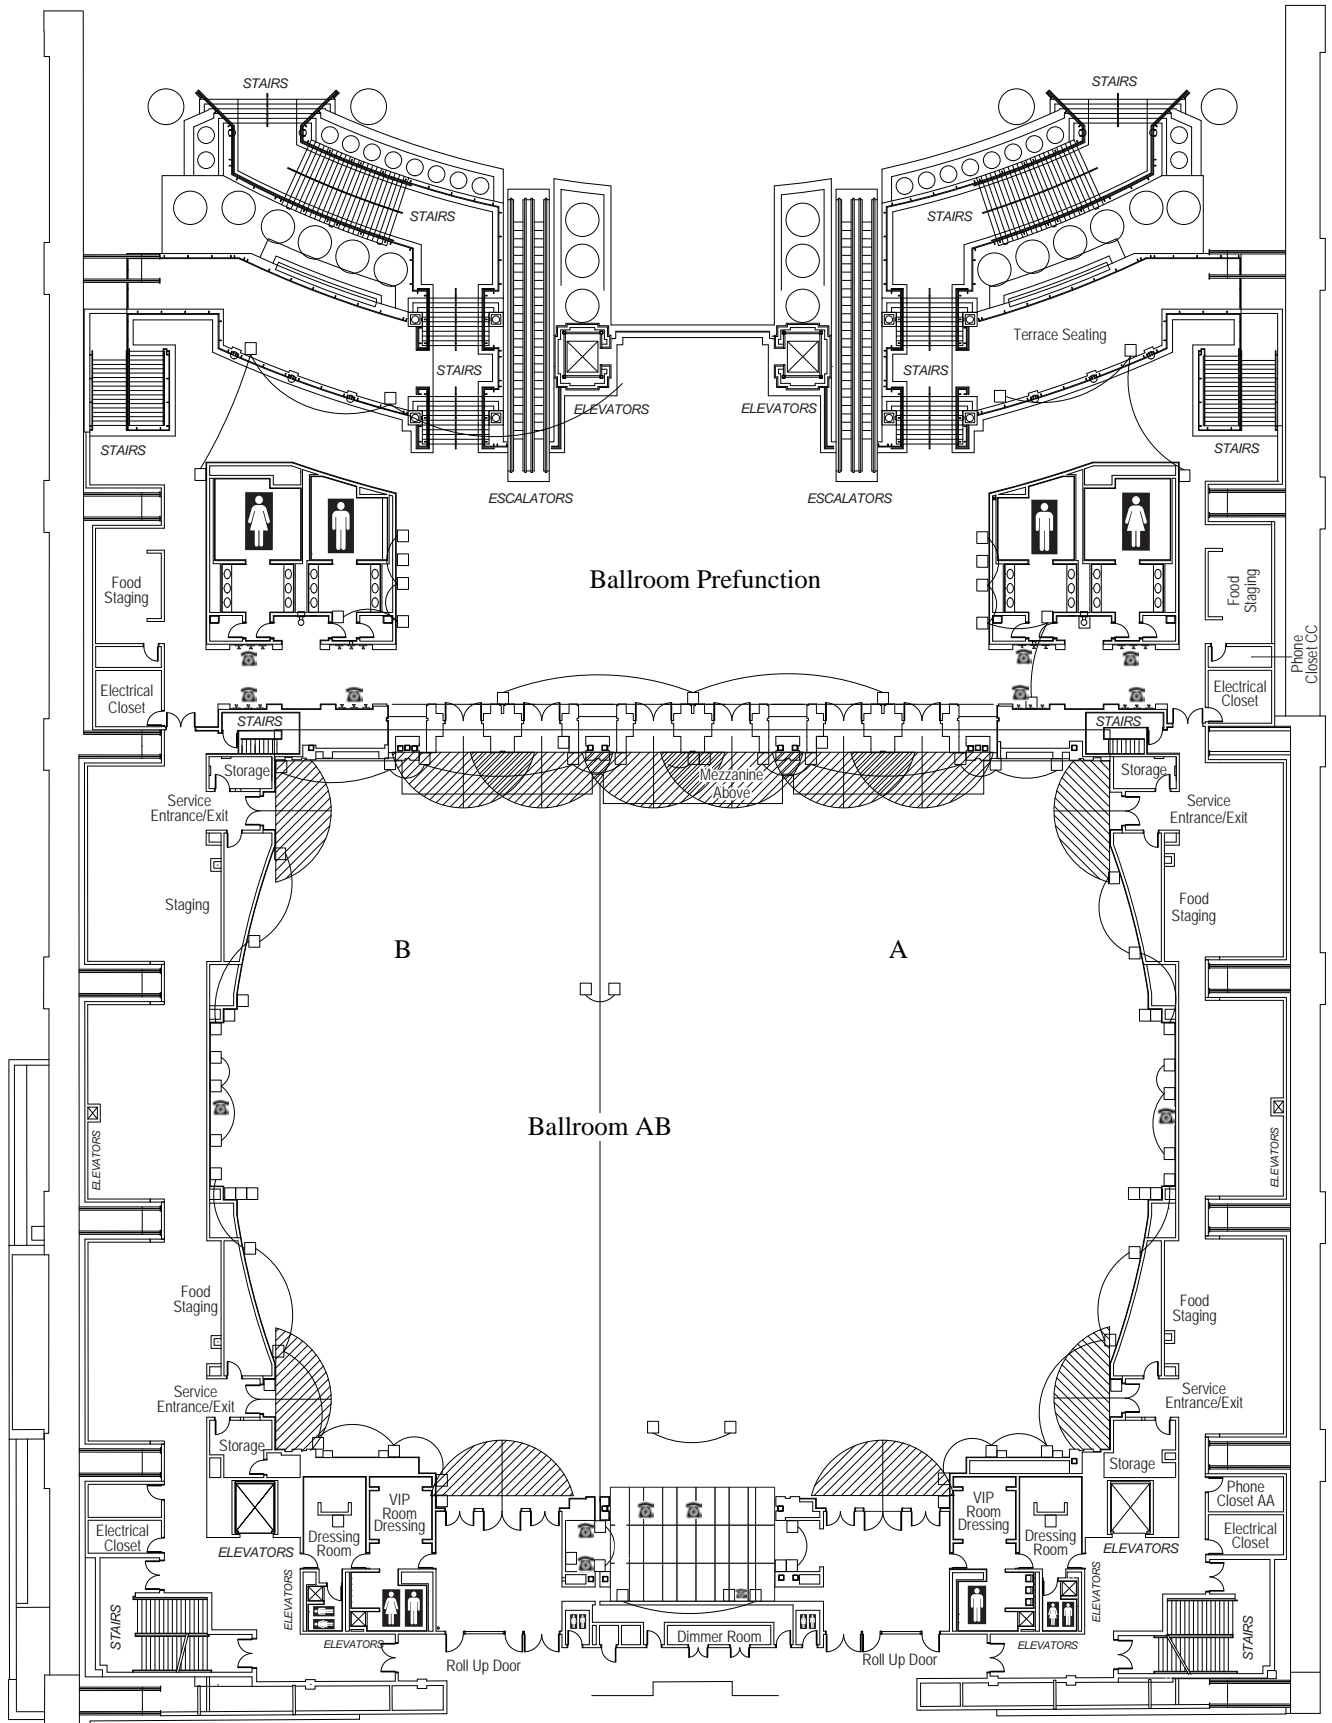 STAIRS
STAIRS
STAIRS
STAIRS
Terrace Seating
STAIRS
STAIRS
ELEVATORS
ELEVATORS
STAIRS
STAIRS
ESCALATORS
ESCALATORS
Ballroom Prefunction
Food
Staging
Food
Staging
Phone
Closet CC
Electrical
Closet
Electrical
Closet
STAIRS
STAIRS
Storage
Mezzanine
Above
Storage
Service
Entrance/Exit
Service
Entrance/Exit
Staging
Food
Staging
B
A
Ballroom AB
ELEVATORS
ELEVATORS
Food
Staging
Food
Staging
Service
Entrance/Exit
Service
Entrance/Exit
Storage
Storage
VIP
Room
Dressing
VIP
Room
Dressing
Phone
Closet AA
Electrical
Closet
Dressing
Room
Dressing
Room
Electrical
Closet
ELEVATORS
ELEVATORS
ELEVATORS
ELEVATORS
STAIRS
STAIRS
ELEVATORS
Dimmer Room
ELEVATORS
Roll Up Door
Roll Up Door